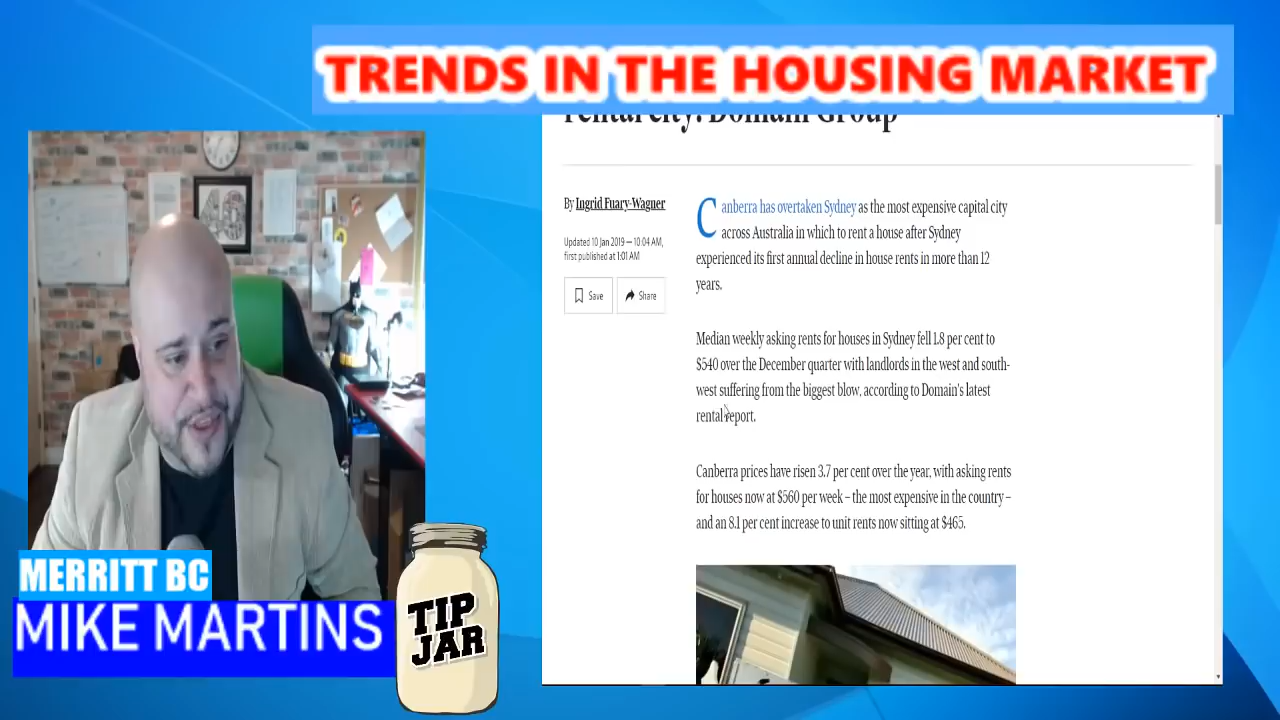 TRENDS IN THE HOUSING MARKET
rental city: Domain Group
By Ingrid Fuary-Wagner
Updated 10 Jan 2019 – 10:04 AM,
first published at 1:01 AM
Save
Share
Canberra has overtaken Sydney as the most expensive capital city
across Australia in which to rent a house after Sydney
experienced its first annual decline in house rents in more than 12
years.
Median weekly asking rents for houses in Sydney fell 1.8 per cent to
$540 over the December quarter with landlords in the west and south-
west suffering from the biggest blow, according to Domain's latest
rental report.
Canberra prices have risen 3.7 per cent over the year, with asking rents
for houses now at $560 per week – the most expensive in the country –
and an 8.1 per cent increase to unit rents now sitting at $465.
MERRITT BC
MIKE MARTINS
TIP
JAR